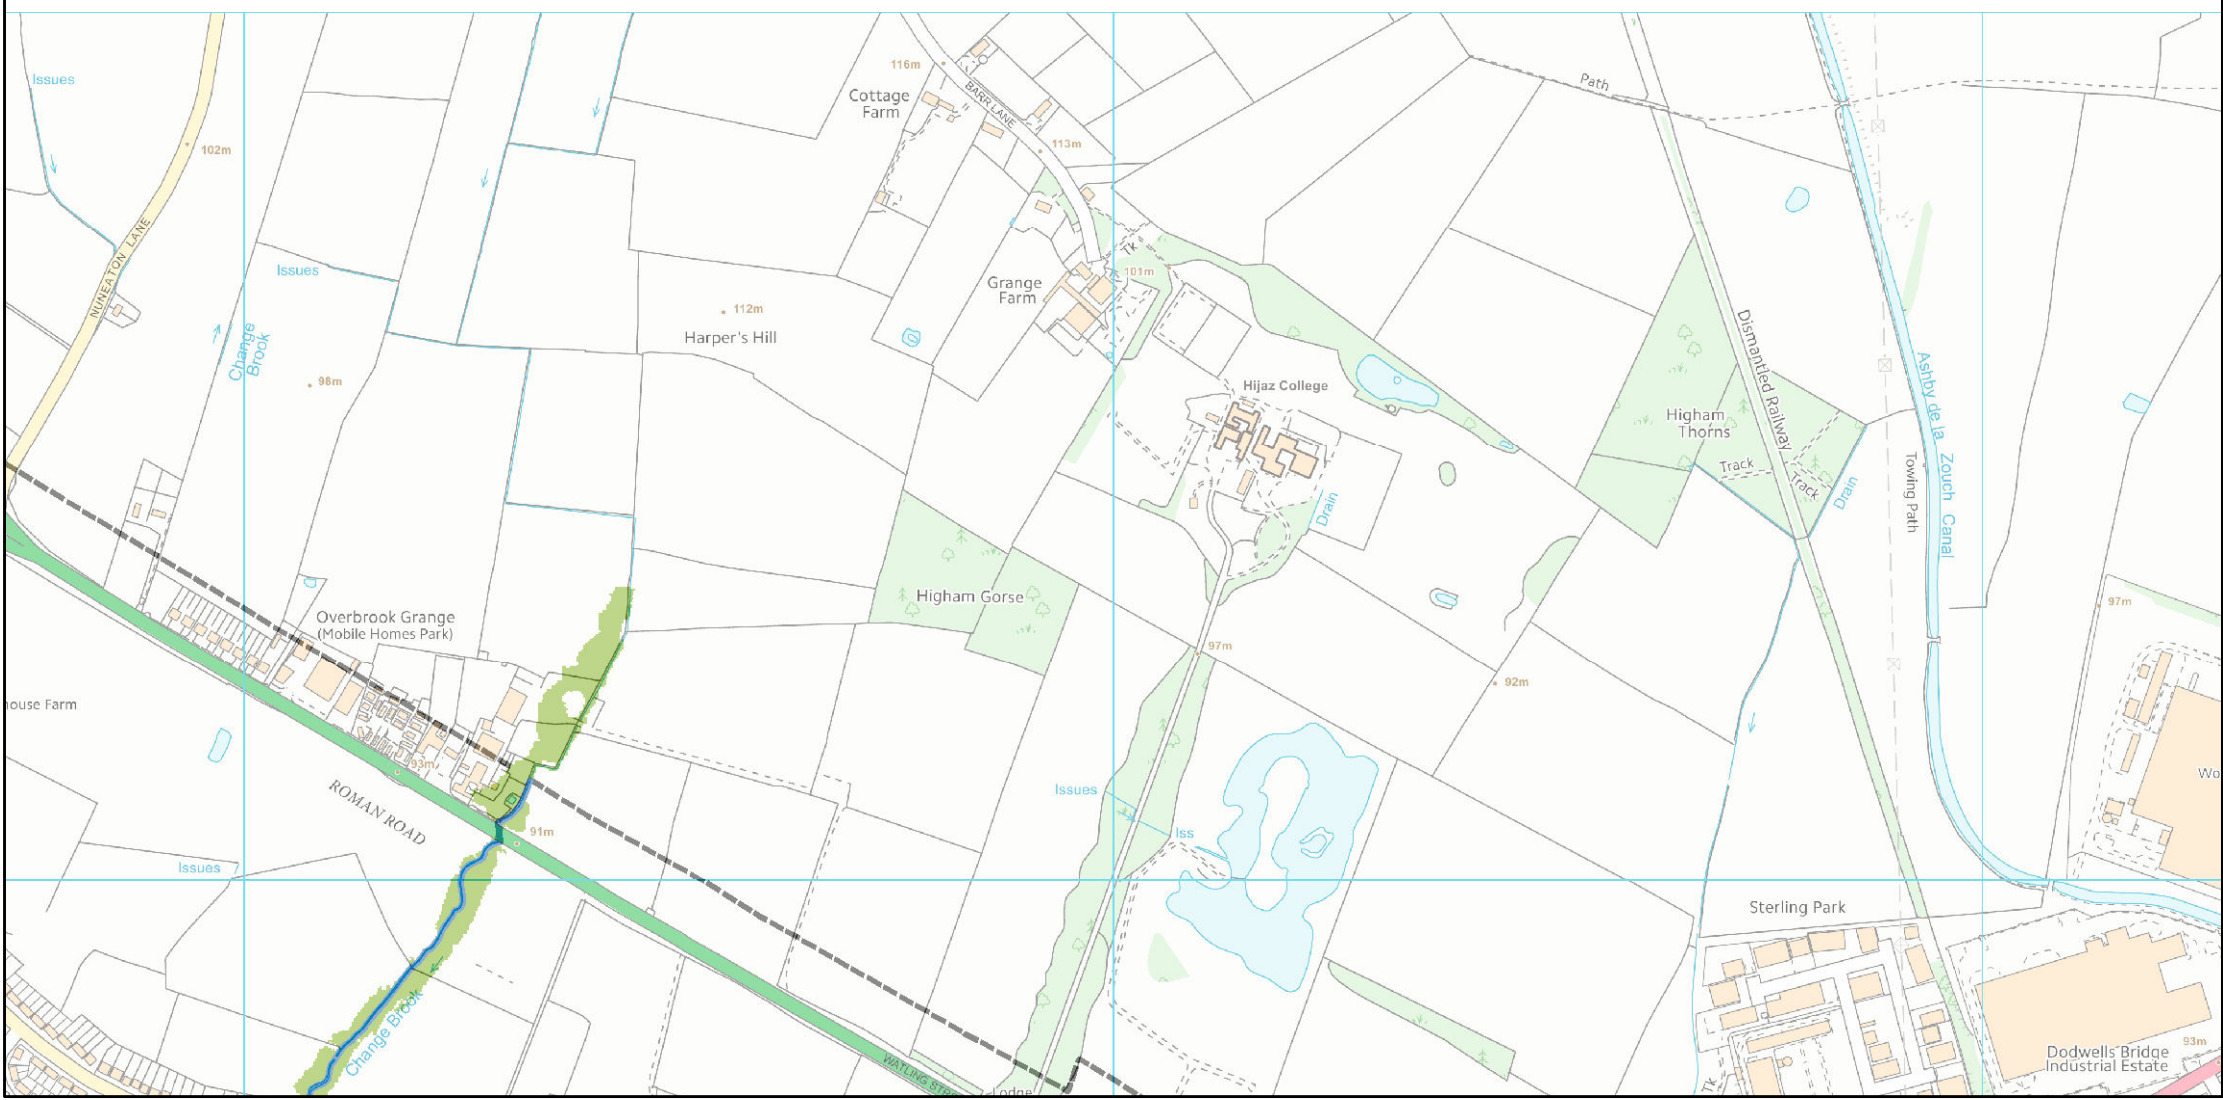 Issues
116m
Cottage
Farm
BARR LANE
Path
102m
113m
NUNEATON LANE
Issues
Tk
101m
Grange
Farm
112m
Harper's Hill
Change
Brook
98m
Hijaz College
Dismantled Railway
Ashby de la Zouch Canal
Higham
Thorns
Track
Track
Drain
Towing Path
Drain
Higham Gorse
Overbrook Grange
(Mobile Homes Park)
97m
97m
92m
ouse Farm
93m
ROMAN ROAD
Issues
Wo
91m
Iss
Issues
Sterling Park
Change Brook
WATLING STRE
Lodge
Tk
93m
Dodwells Bridge
Industrial Estate